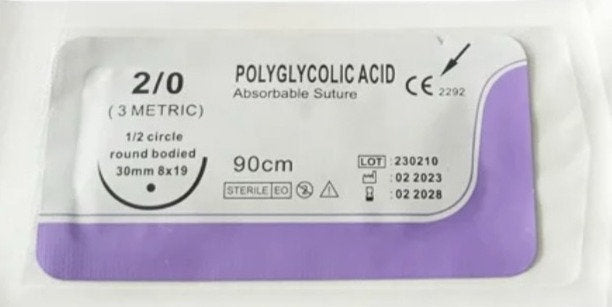 2/0
(3 METRIC)
1/2 circle
round bodied
30mm 8x19
POLYGLYCOLIC ACID
Absorbable Suture
CE 2292
90cm
STERILE EO
LOT : 230210
: 02 2023
: 02 2028